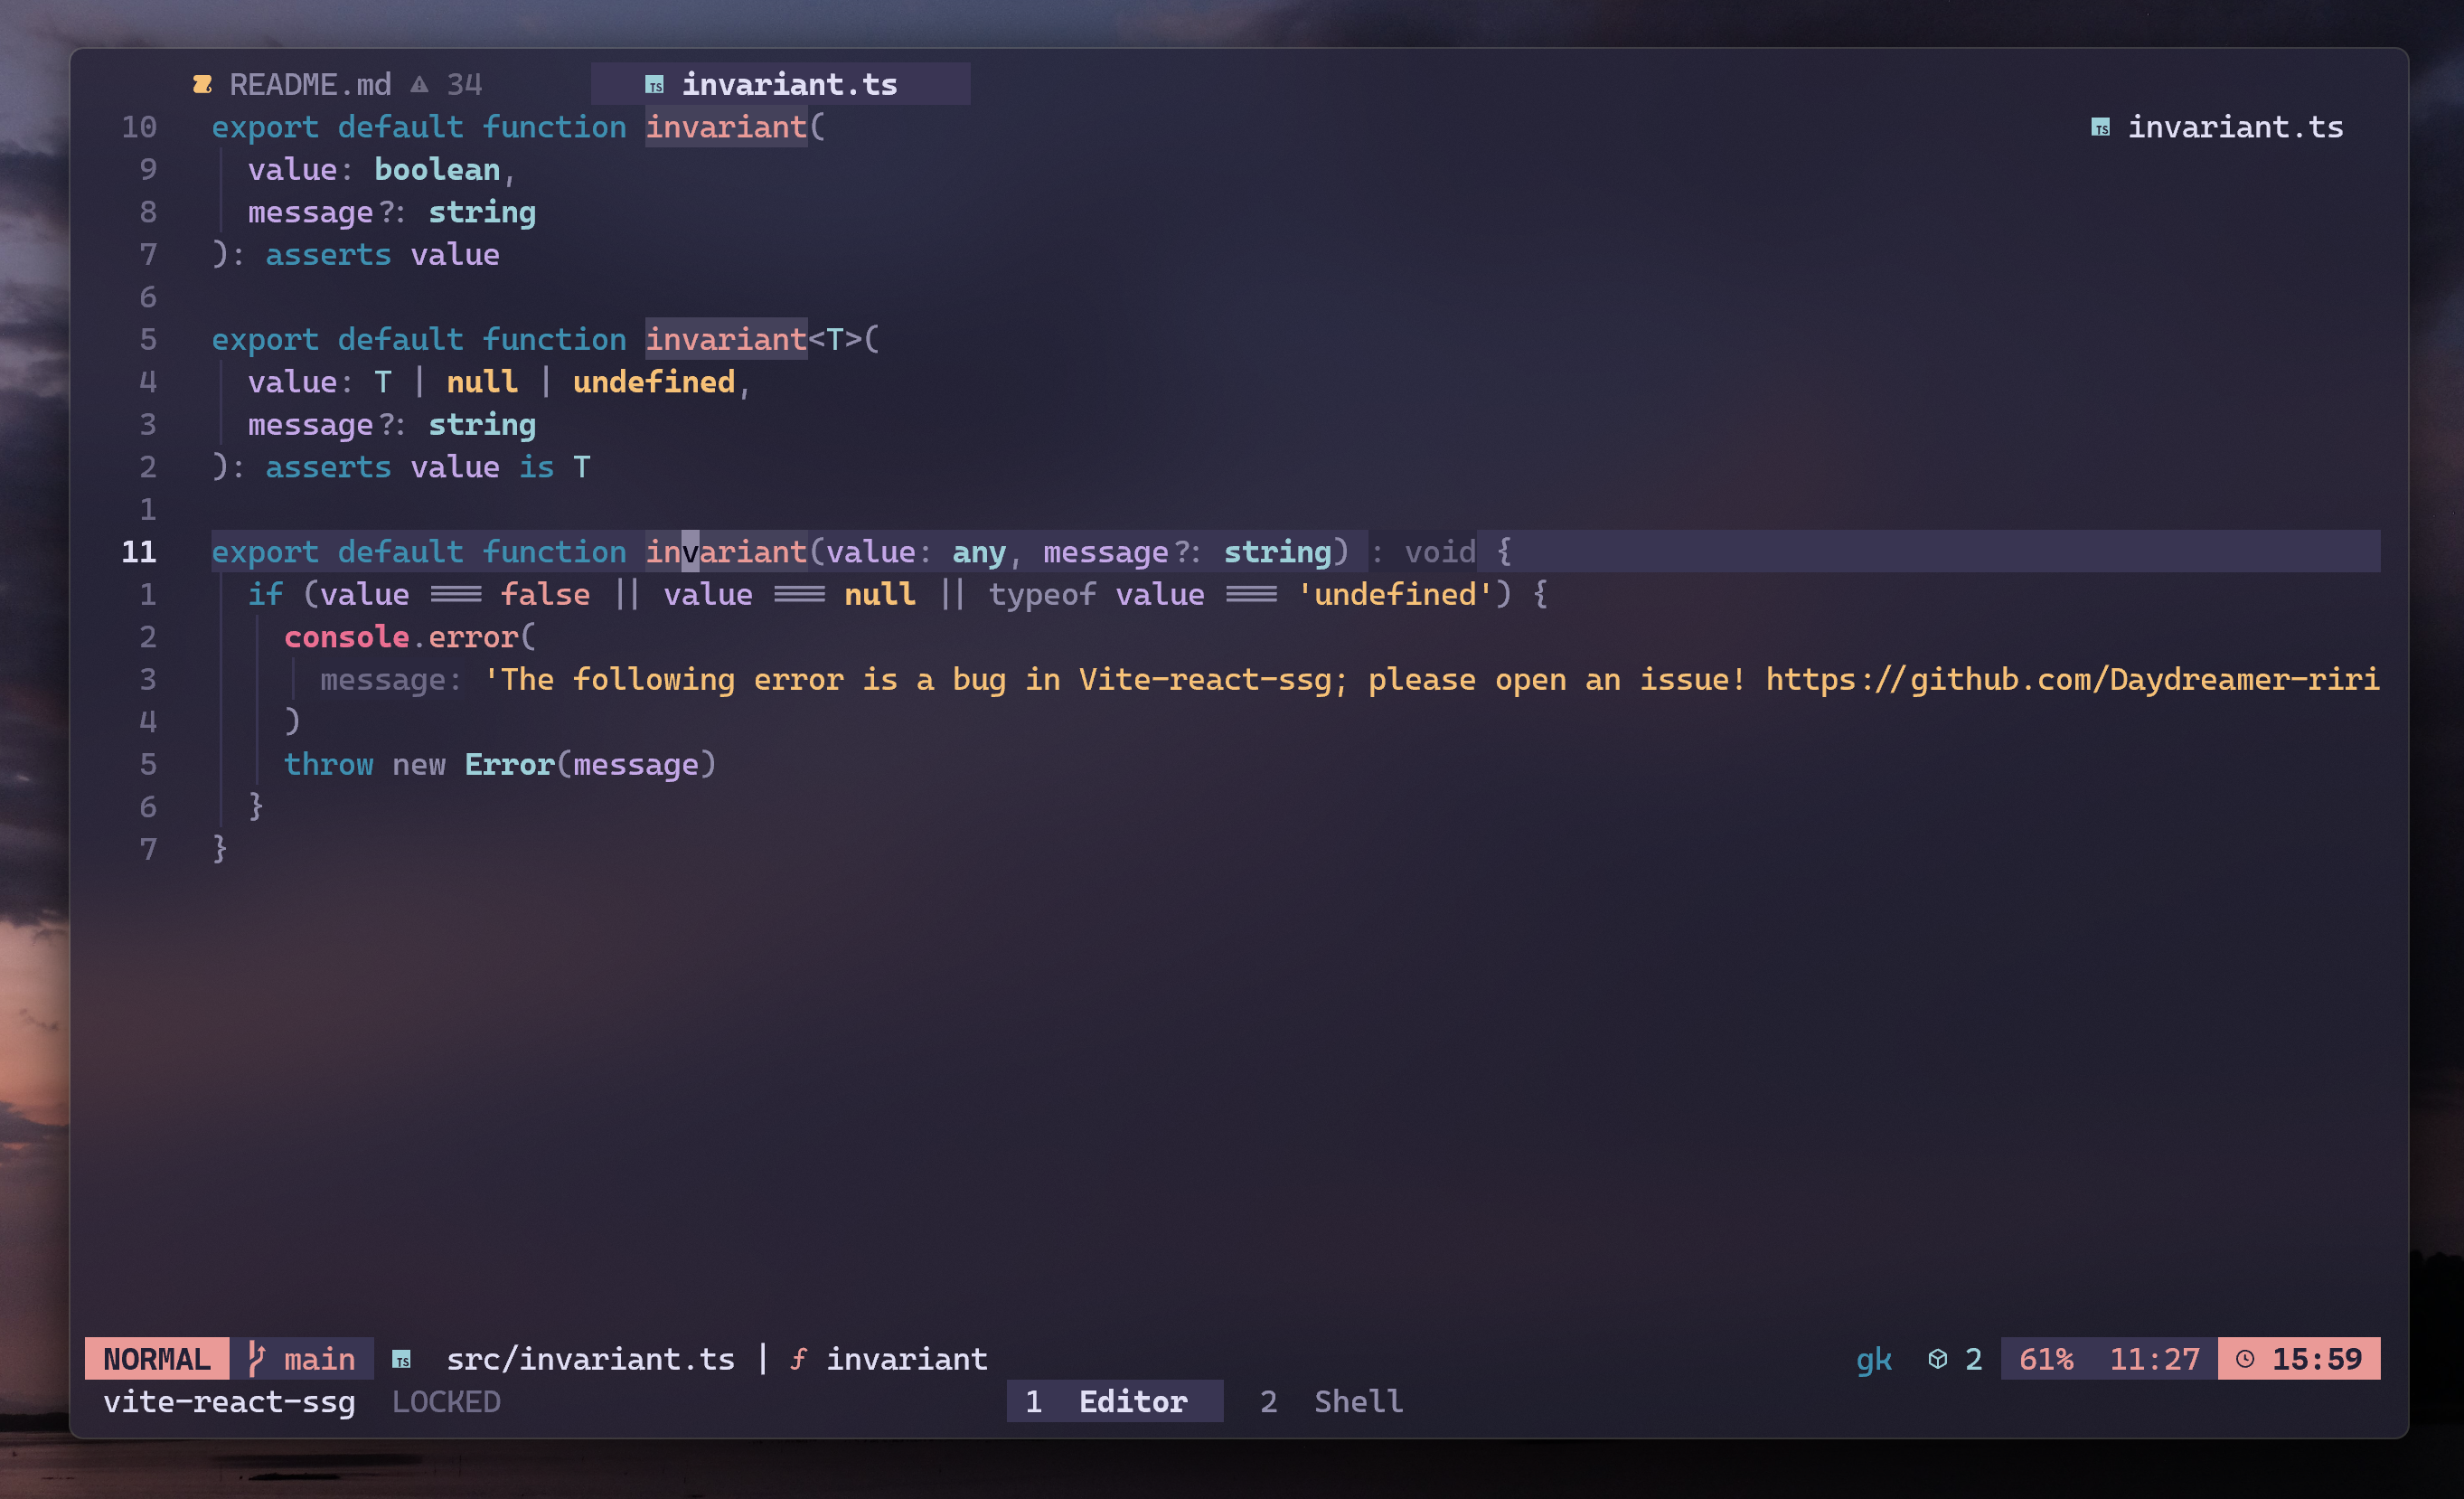 README.md 34 TS invariant.ts
10 export default function invariant( TS invariant.ts
9 value: boolean,
8 message?: string
7 ): asserts value
6
5 export default function invariant<T>(
4 value: T | null | undefined,
3 message?: string
2 ): asserts value is T
1
11 export default function invariant(value: any, message?: string) : void {
1 if (value === false || value === null || typeof value === 'undefined') {
2 console.error(
3 message: 'The following error is a bug in Vite-react-ssg; please open an issue! https://github.com/Daydreamer-riri
4 )
5 throw new Error(message)
6 }
7 }
NORMAL main TS src/invariant.ts | f invariant gk 2 61% 11:27 15:59
vite-react-ssg LOCKED 1 Editor 2 Shell